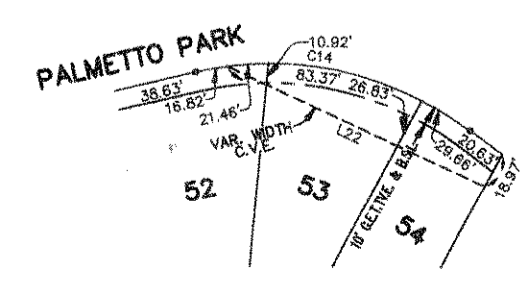 PALMETTO PARK
10.92'
C14
38.63'
83.37'
26.83'
16.82'
21.46'
VAR. WIDTH
C.V.E.
L22
20.63'
29.66'
18.97'
10' G.E.T.TV.E. & B.S.L.
52
53
54